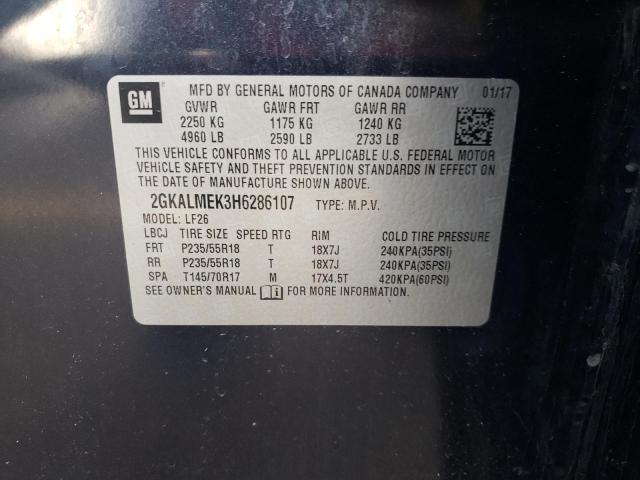 GM
MFD BY GENERAL MOTORS OF CANADA COMPANY 01/17
GVWR GAWR FRT GAWR RR
2250 KG 1175 KG 1240 KG
4960 LB 2590 LB 2733 LB
THIS VEHICLE CONFORMS TO ALL APPLICABLE U.S. FEDERAL MOTOR
VEHICLE SAFETY AND THEFT PREVENTION STANDARDS IN EFFECT ON
THE DATE OF MANUFACTURE SHOWN ABOVE.
2GKALMEK3H6286107 TYPE: M.P.V.
MODEL: LF26
LBCJ TIRE SIZE SPEED RTG RIM COLD TIRE PRESSURE
FRT P235/55R18 T 18X7J 240KPA(35PSI)
RR P235/55R18 T 18X7J 240KPA(35PSI)
SPA T145/70R17 M 17X4.5T 420KPA(60PSI)
SEE OWNER'S MANUAL i FOR MORE INFORMATION.